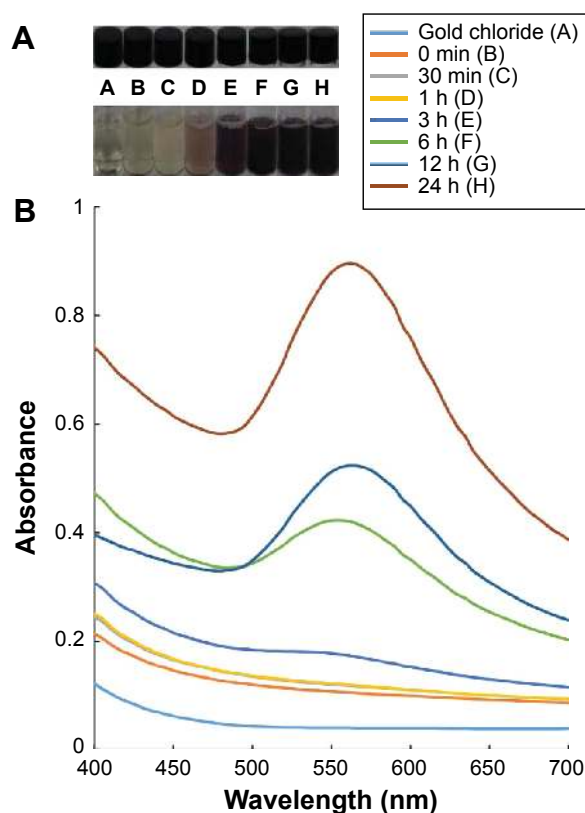 A
A B C D E F G H
Gold chloride (A)
0 min (B)
30 min (C)
1 h (D)
3 h (E)
6 h (F)
12 h (G)
24 h (H)
B
1
0.8
0.6
0.4
0.2
0
Absorbance
400 450 500 550 600 650 700
Wavelength (nm)